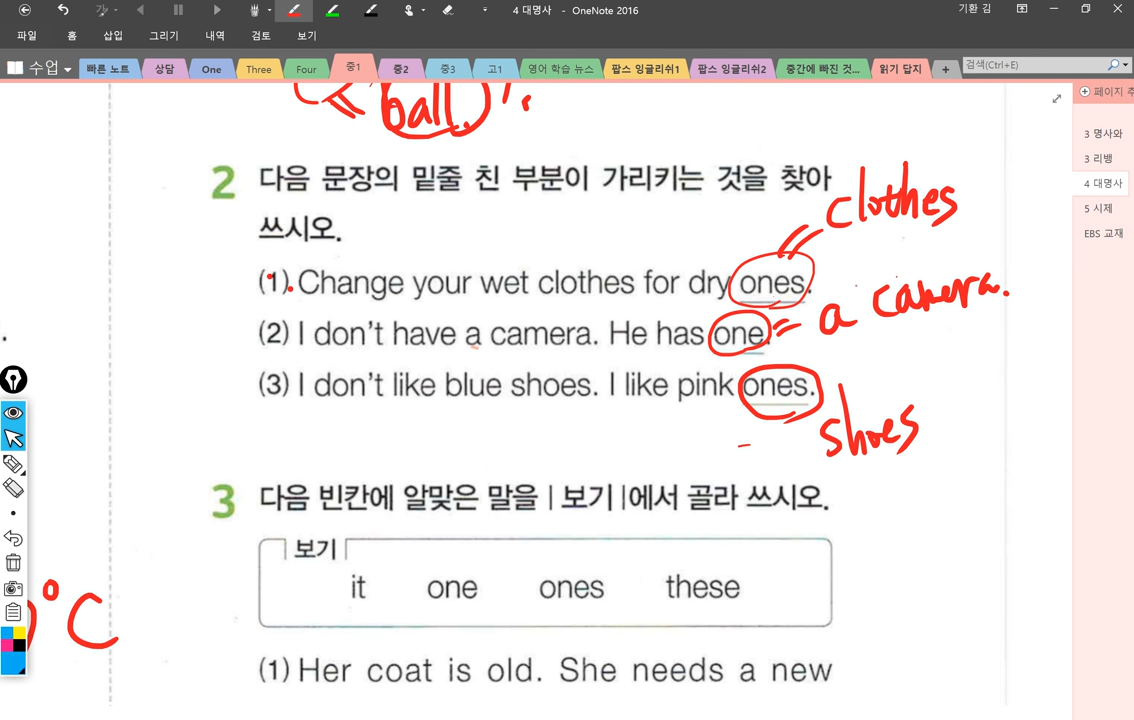 4 대명사 - OneNote 2016
기환 김
파일 홈 삽입 그리기 내역 검토 보기
수업 빠른 노트 상담 One Three Four 중1 중2 중3 고1 영어 학습 뉴스 팝스 잉글리쉬1 팝스 잉글리쉬2 중간에 빠진 것... 읽기 답지 + 검색(Ctrl+E)
페이지 추
3 명사와
3 리뱅
4 대명사
5 시제
EBS 교재
ball.
2 다음 문장의 밑줄 친 부분이 가리키는 것을 찾아
쓰시오.
clothes
(1). Change your wet clothes for dry ones.
(2) I don't have a camera. He has one. = a camera.
(3) I don't like blue shoes. I like pink ones.
shoes
3 다음 빈칸에 알맞은 말을 | 보기 |에서 골라 쓰시오.
보기
it one ones these
°C
(1) Her coat is old. She needs a new